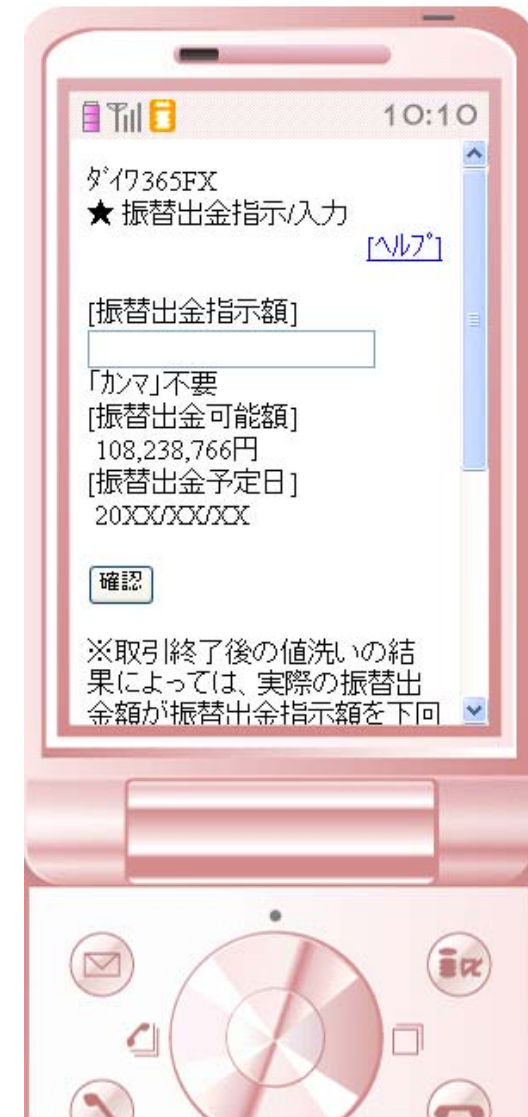 10:10
ﾀﾞｲﾜ365FX
★ 振替出金指示/入力
[ﾍﾙﾌﾟ]
[振替出金指示額]
「ｶﾝﾏ」不要
[振替出金可能額]
108,238,766円
[振替出金予定日]
20XX/XX/XX
確認
※取引終了後の値洗いの結
果によっては、実際の振替出
金額が振替出金指示額を下回